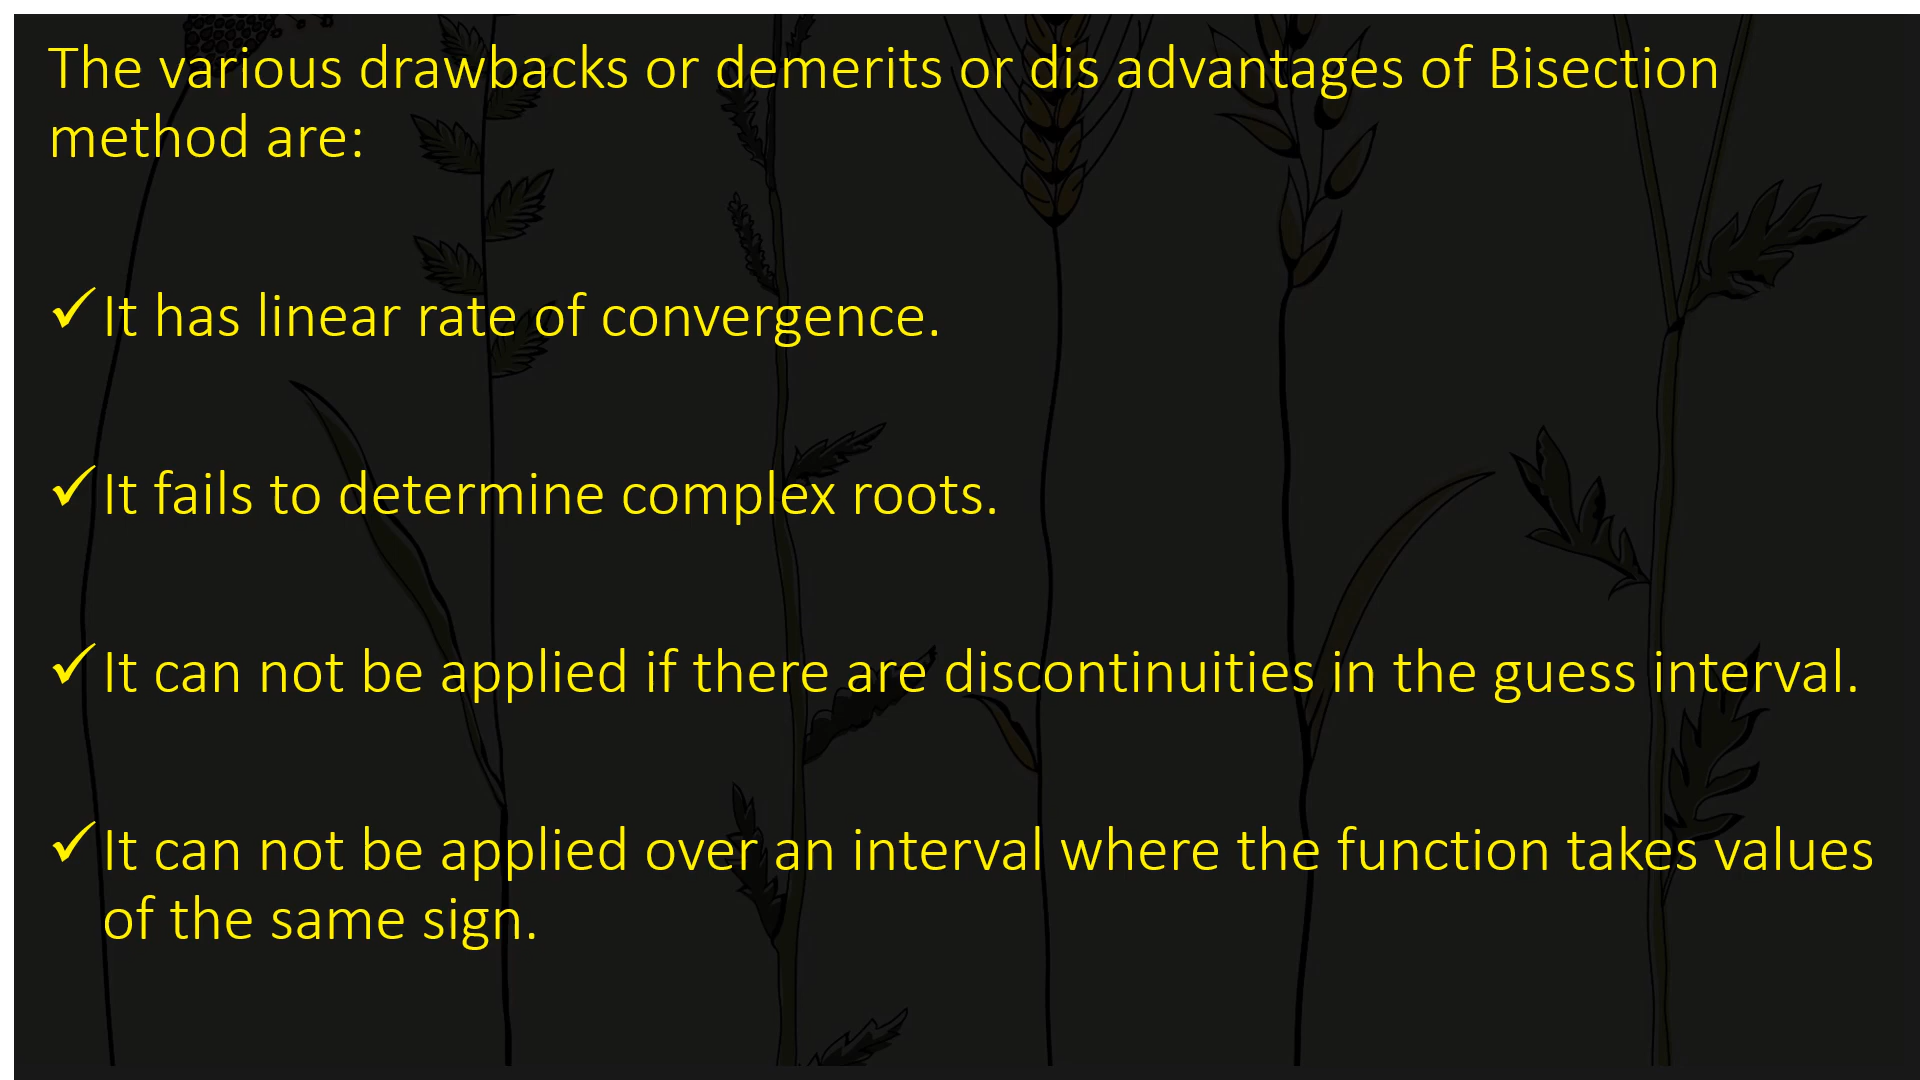 The various drawbacks or demerits or dis advantages of Bisection
method are:
✓It has linear rate of convergence.
✓It fails to determine complex roots.
✓It can not be applied if there are discontinuities in the guess interval.
✓It can not be applied over an interval where the function takes values
of the same sign.